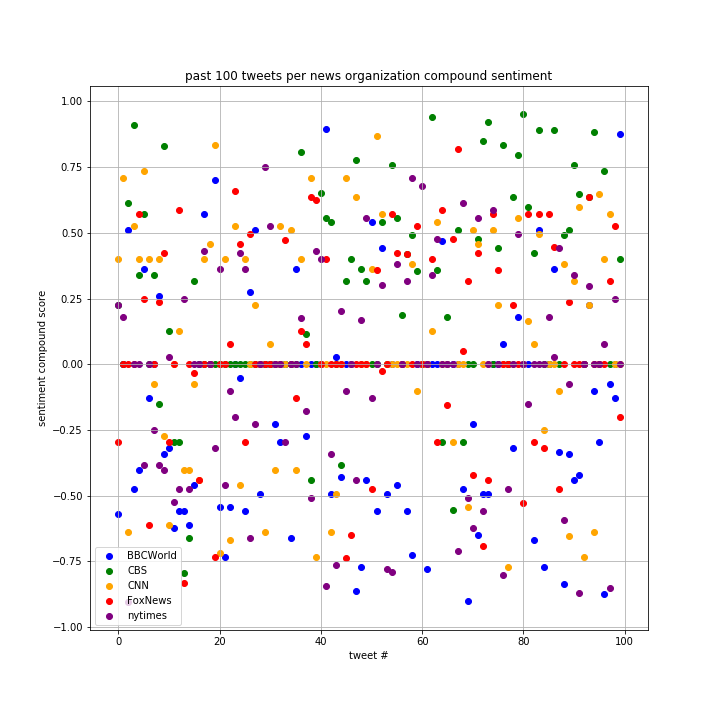 past 100 tweets per news organization compound sentiment
1.00
0.75
0.50
0.25
0.00
−0.25
−0.50
−0.75
−1.00
sentiment compound score
BBCWorld
CBS
CNN
FoxNews
nytimes
0 20 40 60 80 100
tweet #